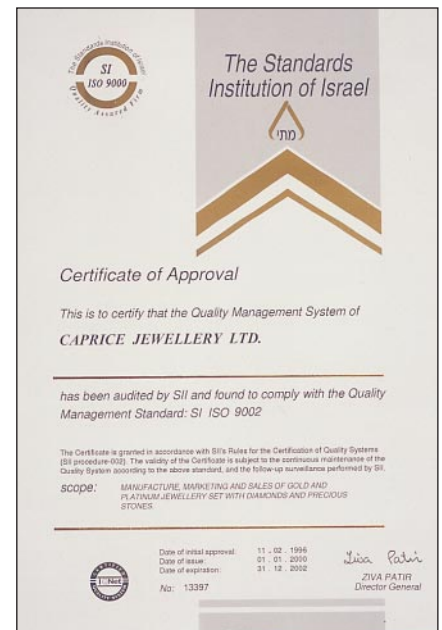 The Standards Institution of Israel
SI
ISO 9000
Quality Assured Firm
The Standards
Institution of Israel
מתי
Certificate of Approval
This is to certify that the Quality Management System of
CAPRICE JEWELLERY LTD.
has been audited by SII and found to comply with the Quality
Management Standard: SI ISO 9002
The Certificate is granted in accordance with SII's Rules for the Certification of Quality Systems
(SII procedure-002). The validity of the Certificate is subject to the continuous maintenance of the
Quality System according to the above standard, and the follow-up surveillance performed by SII.
scope: MANUFACTURE, MARKETING AND SALES OF GOLD AND
PLATINUM JEWELLERY SET WITH DIAMONDS AND PRECIOUS
STONES.
Date of initial approval: 11 . 02 . 1996
Date of issue: 01 . 01 . 2000
Date of expiration: 31 . 12 . 2002
No: 13397
Ziva Patir
ZIVA PATIR
Director General
CERTIFIED
IQNet